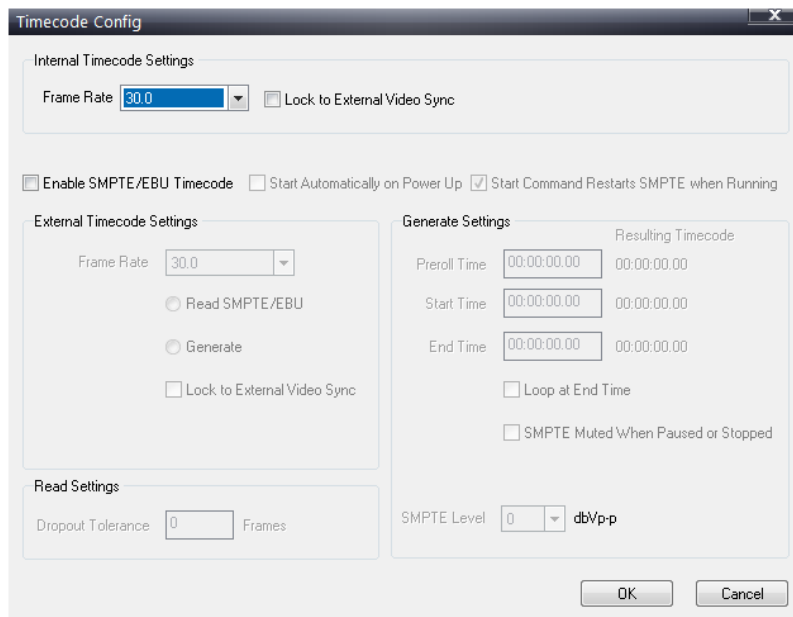 Timecode Config
Internal Timecode Settings
Frame Rate 30.0 Lock to External Video Sync
Enable SMPTE/EBU Timecode Start Automatically on Power Up Start Command Restarts SMPTE when Running
External Timecode Settings
Frame Rate 30.0
Read SMPTE/EBU
Generate
Lock to External Video Sync
Read Settings
Dropout Tolerance 0 Frames
Generate Settings
Resulting Timecode
Preroll Time 00:00:00.00 00:00:00.00
Start Time 00:00:00.00 00:00:00.00
End Time 00:00:00.00 00:00:00.00
Loop at End Time
SMPTE Muted When Paused or Stopped
SMPTE Level 0 dbVp-p
OK Cancel